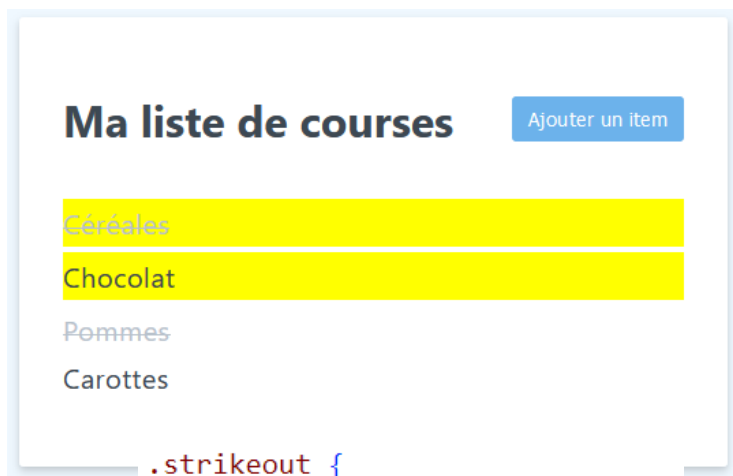 Ma liste de courses
Ajouter un item
Céréales
Chocolat
Pommes
Carottes
.strikeout {